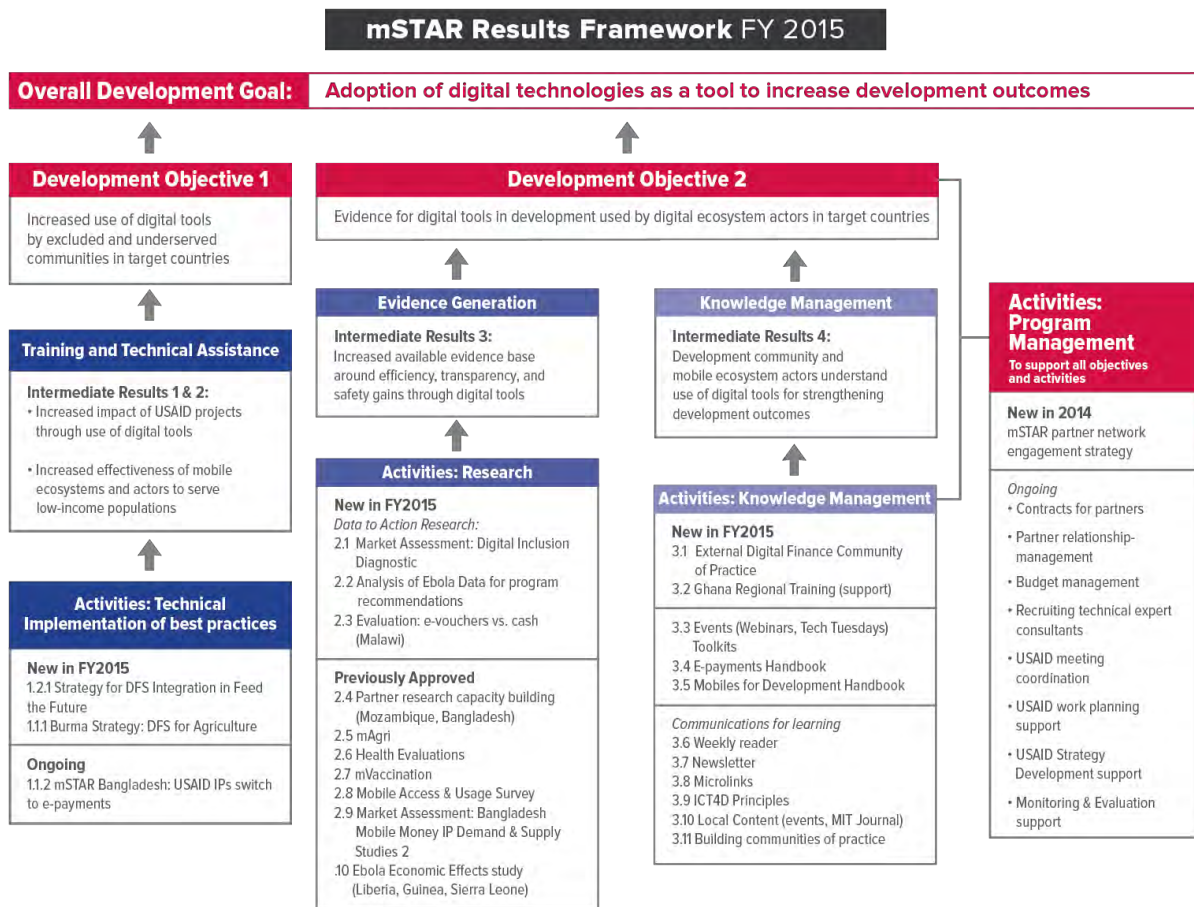 mSTAR Results Framework FY 2015
Overall Development Goal:
Adoption of digital technologies as a tool to increase development outcomes
Development Objective 1
Increased use of digital tools
by excluded and underserved
communities in target countries
Training and Technical Assistance
Intermediate Results 1 & 2:
• Increased impact of USAID projects
through use of digital tools
• Increased effectiveness of mobile
ecosystems and actors to serve
low-income populations
Activities: Technical
Implementation of best practices
New in FY2015
1.2.1 Strategy for DFS Integration in Feed
the Future
1.1.1 Burma Strategy: DFS for Agriculture
Ongoing
1.1.2 mSTAR Bangladesh: USAID IPs switch
to e-payments
Development Objective 2
Evidence for digital tools in development used by digital ecosystem actors in target countries
Evidence Generation
Intermediate Results 3:
Increased available evidence base
around efficiency, transparency, and
safety gains through digital tools
Activities: Research
New in FY2015
Data to Action Research:
2.1 Market Assessment: Digital Inclusion
Diagnostic
2.2 Analysis of Ebola Data for program
recommendations
2.3 Evaluation: e-vouchers vs. cash
(Malawi)
Previously Approved
2.4 Partner research capacity building
(Mozambique, Bangladesh)
2.5 mAgri
2.6 Health Evaluations
2.7 mVaccination
2.8 Mobile Access & Usage Survey
2.9 Market Assessment: Bangladesh
Mobile Money IP Demand & Supply
Studies 2
.10 Ebola Economic Effects study
(Liberia, Guinea, Sierra Leone)
Knowledge Management
Intermediate Results 4:
Development community and
mobile ecosystem actors understand
use of digital tools for strengthening
development outcomes
Activities: Knowledge Management
New in FY2015
3.1 External Digital Finance Community
of Practice
3.2 Ghana Regional Training (support)
3.3 Events (Webinars, Tech Tuesdays)
Toolkits
3.4 E-payments Handbook
3.5 Mobiles for Development Handbook
Communications for learning
3.6 Weekly reader
3.7 Newsletter
3.8 Microlinks
3.9 ICT4D Principles
3.10 Local Content (events, MIT Journal)
3.11 Building communities of practice
Activities:
Program
Management
To support all objectives
and activities
New in 2014
mSTAR partner network
engagement strategy
Ongoing
• Contracts for partners
• Partner relationship-
management
• Budget management
• Recruiting technical expert
consultants
• USAID meeting
coordination
• USAID work planning
support
• USAID Strategy
Development support
• Monitoring & Evaluation
support